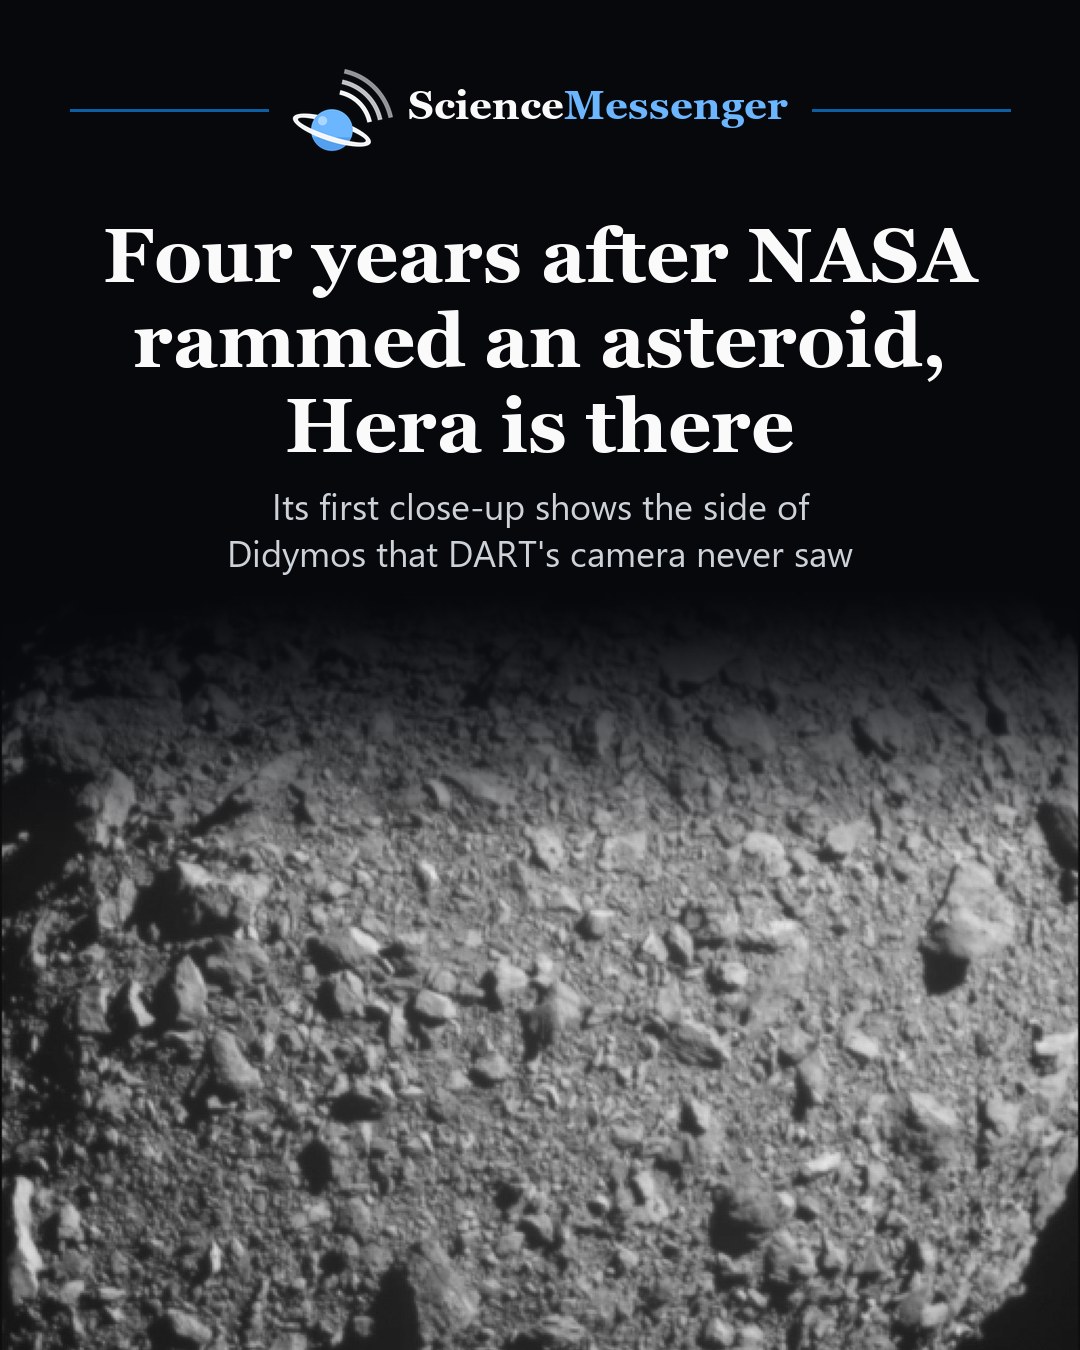 ScienceMessenger
Four years after NASA
rammed an asteroid,
Hera is there
Its first close-up shows the side of
Didymos that DART's camera never saw